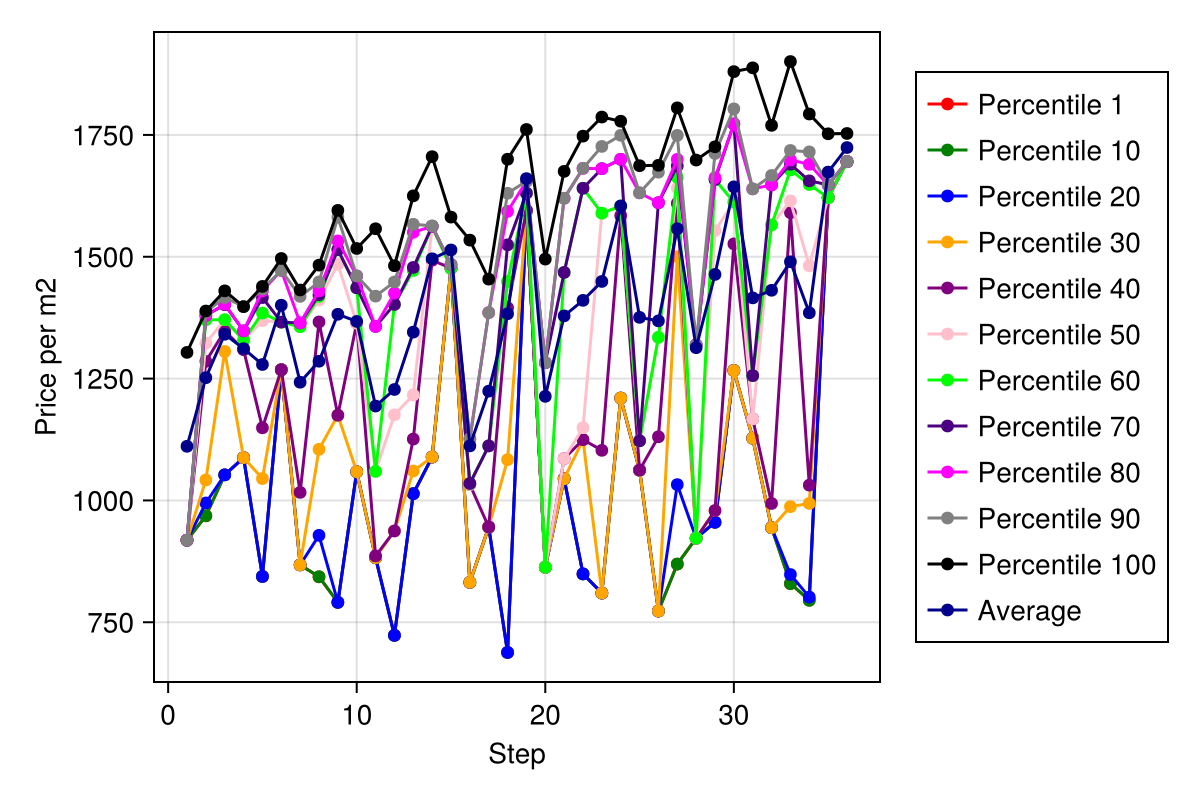 1750
1500
1250
1000
750
Price per m2
0 10 20 30
Step
Percentile 1
Percentile 10
Percentile 20
Percentile 30
Percentile 40
Percentile 50
Percentile 60
Percentile 70
Percentile 80
Percentile 90
Percentile 100
Average